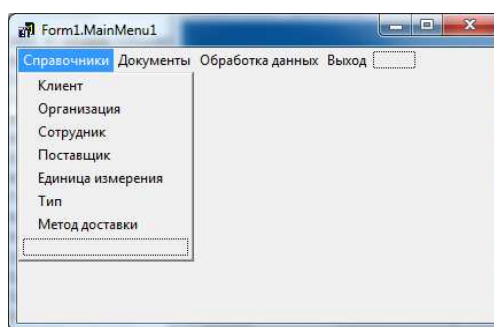 Form1.MainMenu1
Справочники Документы Обработка данных Выход
Клиент
Организация
Сотрудник
Поставщик
Единица измерения
Тип
Метод доставки